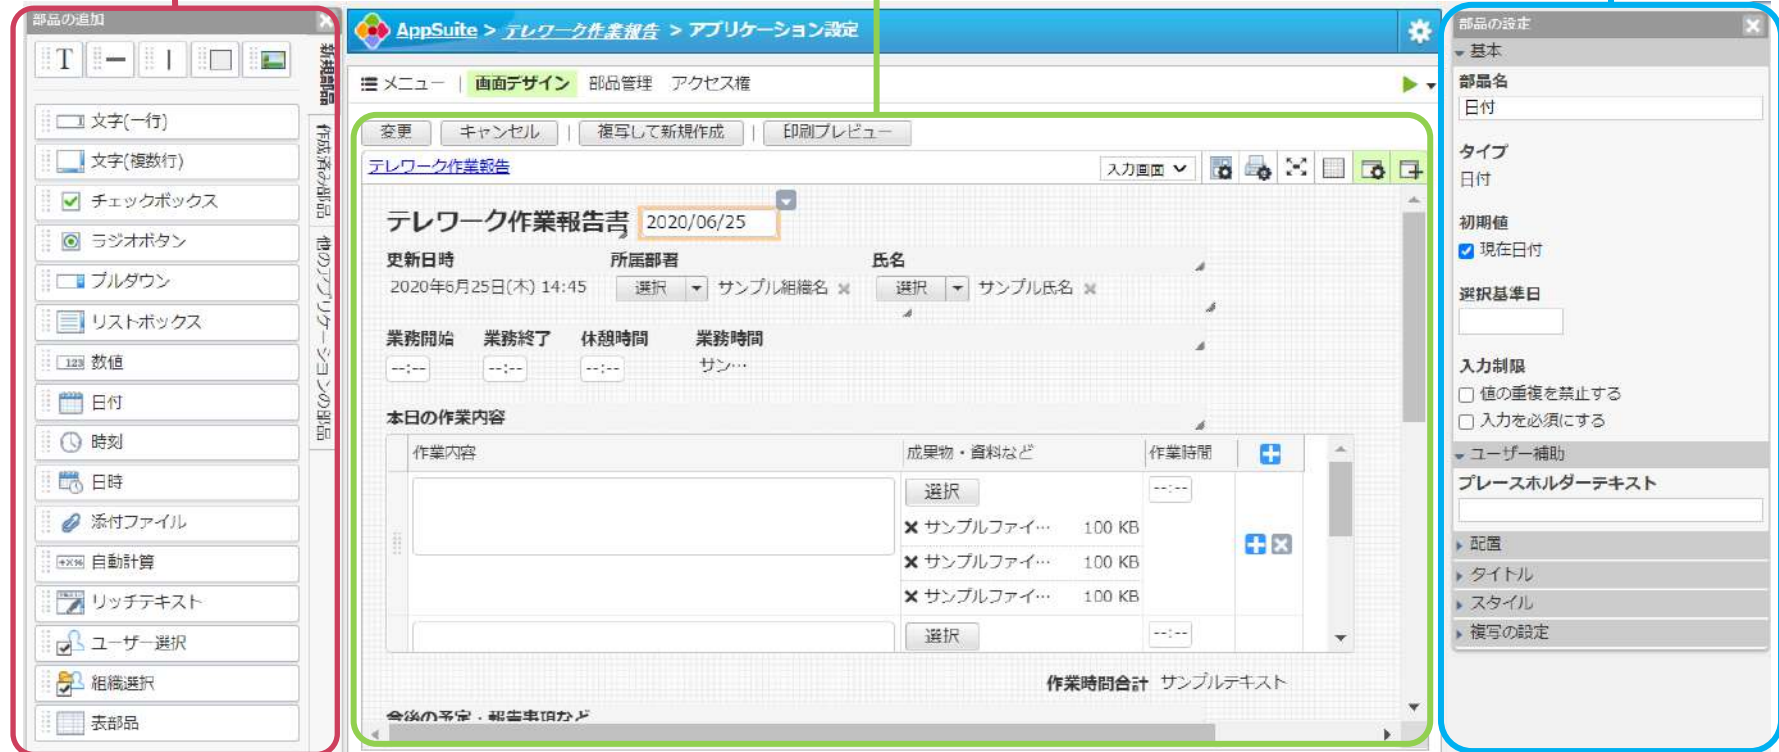 部品の追加
T
文字(一行)
文字(複数行)
チェックボックス
ラジオボタン
プルダウン
リストボックス
123 数値
日付
時刻
日時
添付ファイル
自動計算
リッチテキスト
ユーザー選択
組織選択
表部品
新規部品
作成済み部品
他のアプリケーションの部品
AppSuite > テレワーク作業報告 > アプリケーション設定
メニュー | 画面デザイン 部品管理 アクセス権
変更 キャンセル | 複写して新規作成 | 印刷プレビュー
テレワーク作業報告 入力画面
テレワーク作業報告書 2020/06/25
更新日時 所属部署 氏名
2020年6月25日(木) 14:45 選択 サンプル組織名 選択 サンプル氏名
業務開始 業務終了 休憩時間 業務時間
--:-- --:-- --:-- サン…
本日の作業内容
作業内容 成果物・資料など 作業時間
選択 --:--
サンプルファイ… 100 KB
サンプルファイ… 100 KB
サンプルファイ… 100 KB
選択 --:--
作業時間合計 サンプルテキスト
今後の予定・報告事項など
部品の設定
基本
部品名
日付
タイプ
日付
初期値
現在日付
選択基準日
入力制限
値の重複を禁止する
入力を必須にする
ユーザー補助
プレースホルダーテキスト
配置
タイトル
スタイル
複写の設定